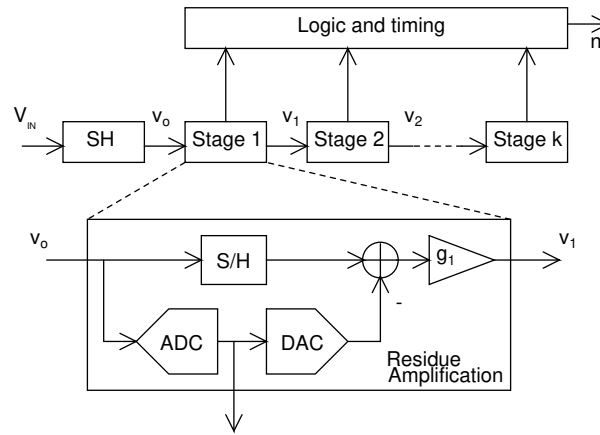 Logic and timing
n
V_IN
v_o
v_1
v_2
SH
Stage 1
Stage 2
Stage k
v_o
S/H
g_1
v_1
-
ADC
DAC
Residue
Amplification